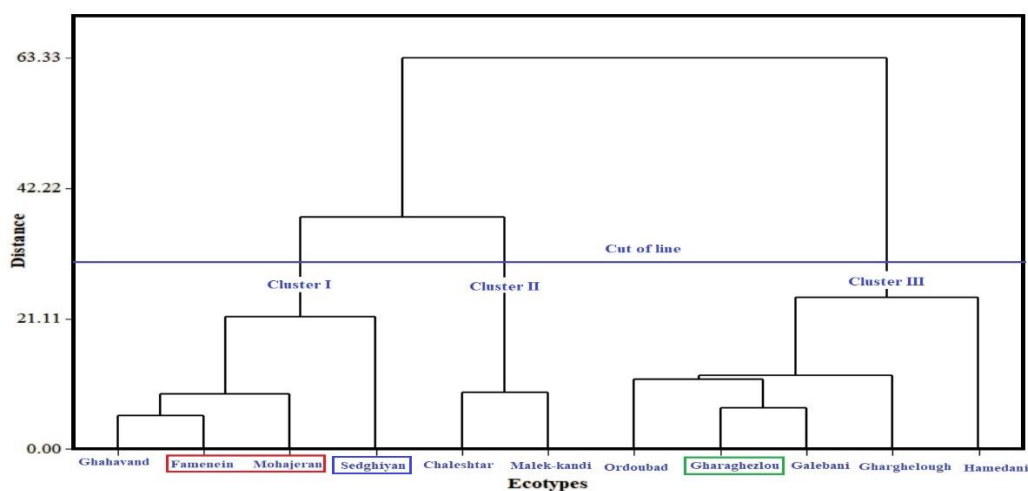 63.33
42.22
Distance
Cut of line
Cluster I
Cluster II
Cluster III
21.11
0.00
Ghahavand Famenein Mohajeran Sedghiyan Chaleshtar Malek-kandi Ordoubad Gharaghezlou Galebani Gharghelough Hamedani
Ecotypes